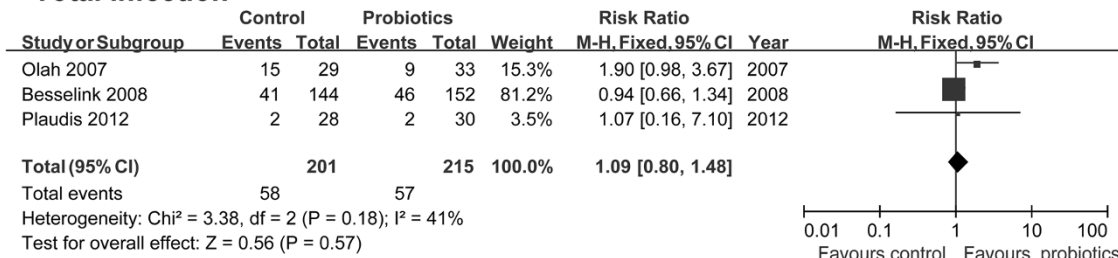 Total Infection
Control Probiotics Risk Ratio Risk Ratio
Study or Subgroup Events Total Events Total Weight M-H, Fixed, 95% CI Year M-H, Fixed, 95% CI
Olah 2007 15 29 9 33 15.3% 1.90 [0.98, 3.67] 2007
Besselink 2008 41 144 46 152 81.2% 0.94 [0.66, 1.34] 2008
Plaudis 2012 2 28 2 30 3.5% 1.07 [0.16, 7.10] 2012
Total (95% CI) 201 215 100.0% 1.09 [0.80, 1.48]
Total events 58 57
Heterogeneity: Chi² = 3.38, df = 2 (P = 0.18); I² = 41%
Test for overall effect: Z = 0.56 (P = 0.57)
0.01 0.1 1 10 100
Favours control Favours probiotics